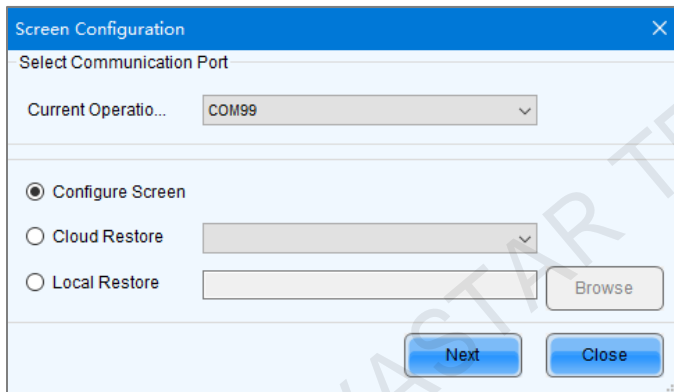 Screen Configuration
Select Communication Port
Current Operatio... COM99
Configure Screen
Cloud Restore
Local Restore Browse
Next Close